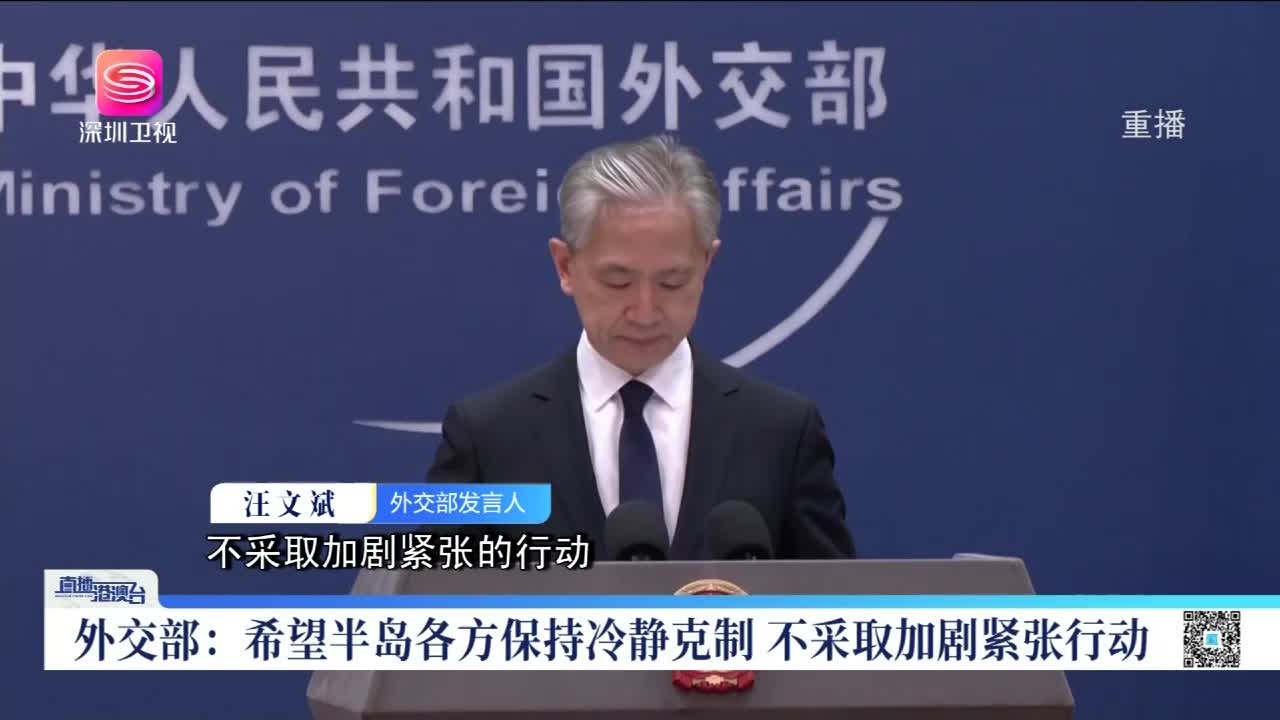 中华人民共和国外交部
深圳卫视
重播
Ministry of Foreign Affairs
汪文斌
外交部发言人
不采取加剧紧张的行动
直播港澳台
外交部：希望半岛各方保持冷静克制 不采取加剧紧张行动